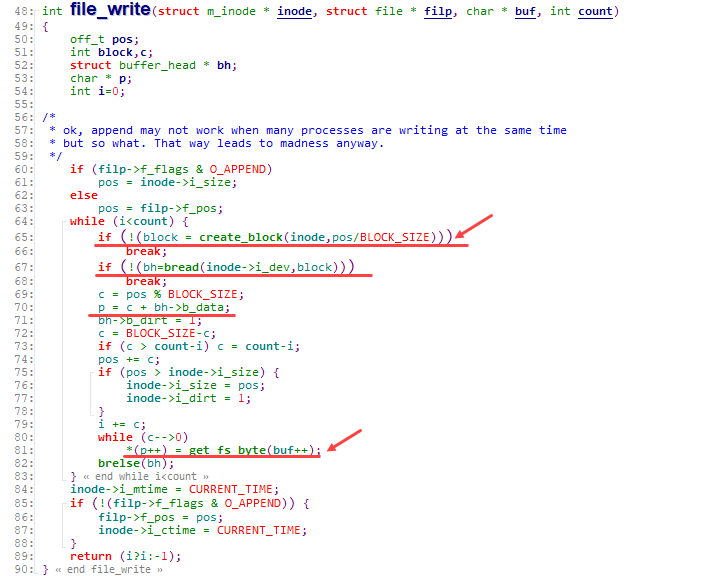 48: int file_write(struct m_inode * inode, struct file * filp, char * buf, int count)
49: {
50: off_t pos;
51: int block,c;
52: struct buffer_head * bh;
53: char * p;
54: int i=0;
55:
56: /*
57: * ok, append may not work when many processes are writing at the same time
58: * but so what. That way leads to madness anyway.
59: */
60: if (filp->f_flags & O_APPEND)
61: pos = inode->i_size;
62: else
63: pos = filp->f_pos;
64: while (i<count) {
65: if (!(block = create_block(inode,pos/BLOCK_SIZE)))
66: break;
67: if (!(bh=bread(inode->i_dev,block)))
68: break;
69: c = pos % BLOCK_SIZE;
70: p = c + bh->b_data;
71: bh->b_dirt = 1;
72: c = BLOCK_SIZE-c;
73: if (c > count-i) c = count-i;
74: pos += c;
75: if (pos > inode->i_size) {
76: inode->i_size = pos;
77: inode->i_dirt = 1;
78: }
79: i += c;
80: while (c-->0)
81: *(p++) = get_fs_byte(buf++);
82: brelse(bh);
83: } « end while i<count »
84: inode->i_mtime = CURRENT_TIME;
85: if (!(filp->f_flags & O_APPEND)) {
86: filp->f_pos = pos;
87: inode->i_ctime = CURRENT_TIME;
88: }
89: return (i?i:-1);
90: } « end file_write »